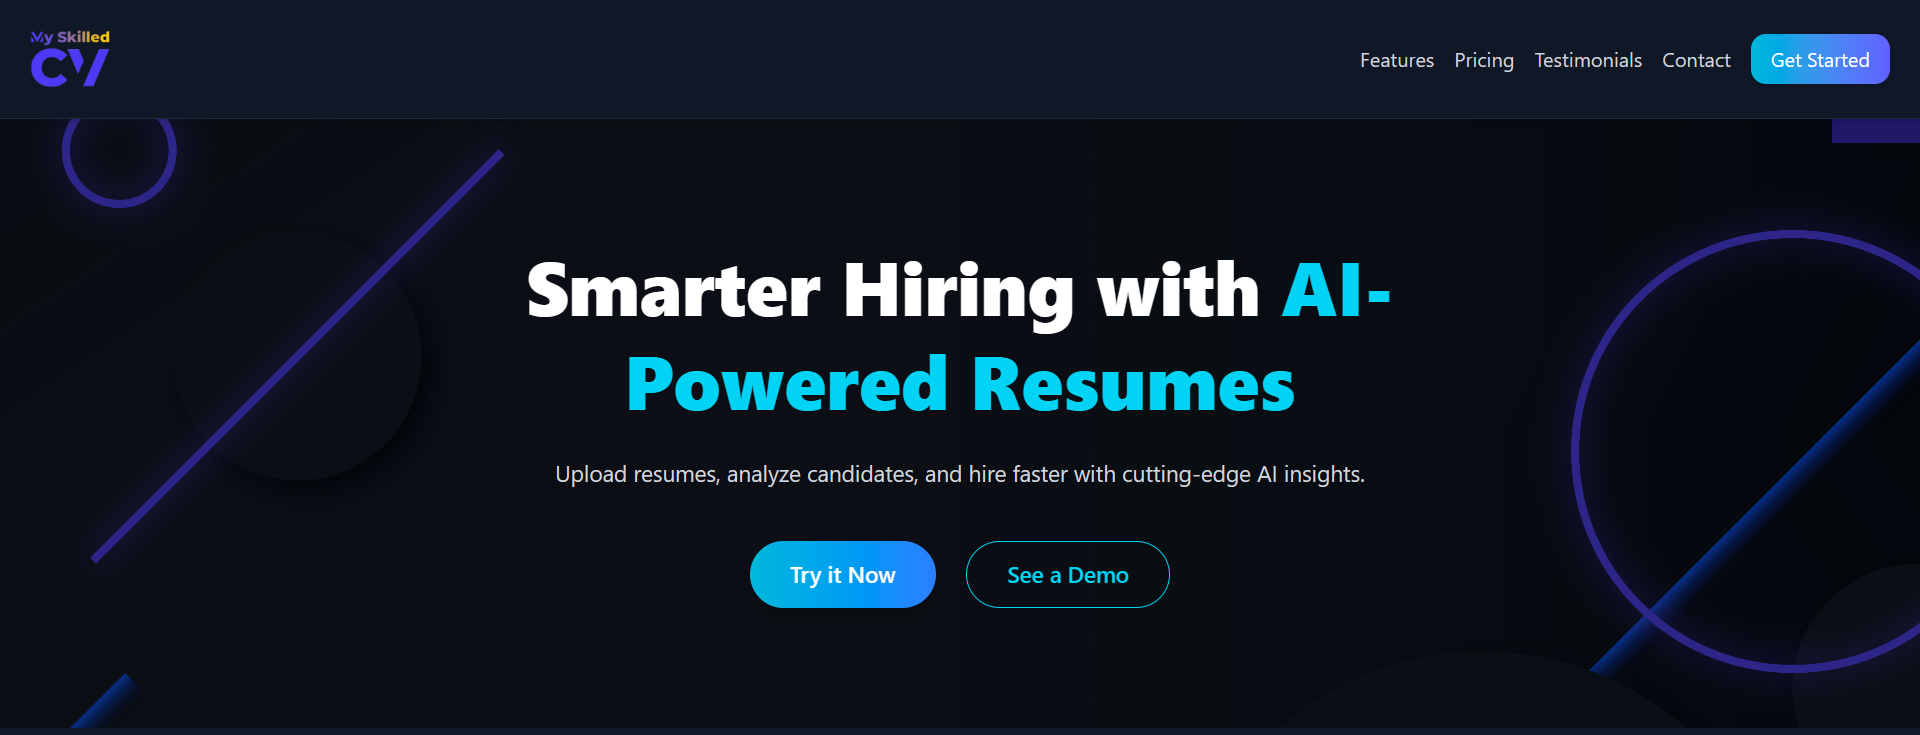 My Skilled
CV
Features Pricing Testimonials Contact Get Started
Smarter Hiring with AI-
Powered Resumes
Upload resumes, analyze candidates, and hire faster with cutting-edge AI insights.
Try it Now See a Demo